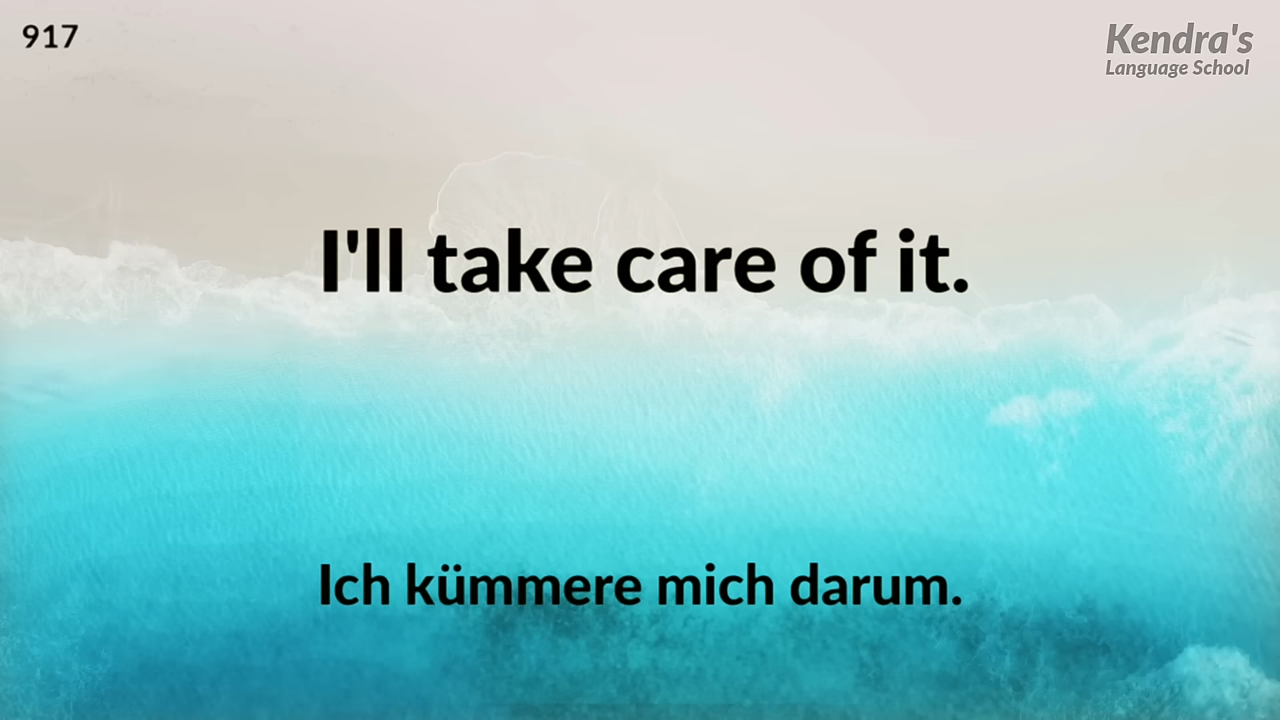 917
Kendra's
Language School
I'll take care of it.
Ich kümmere mich darum.